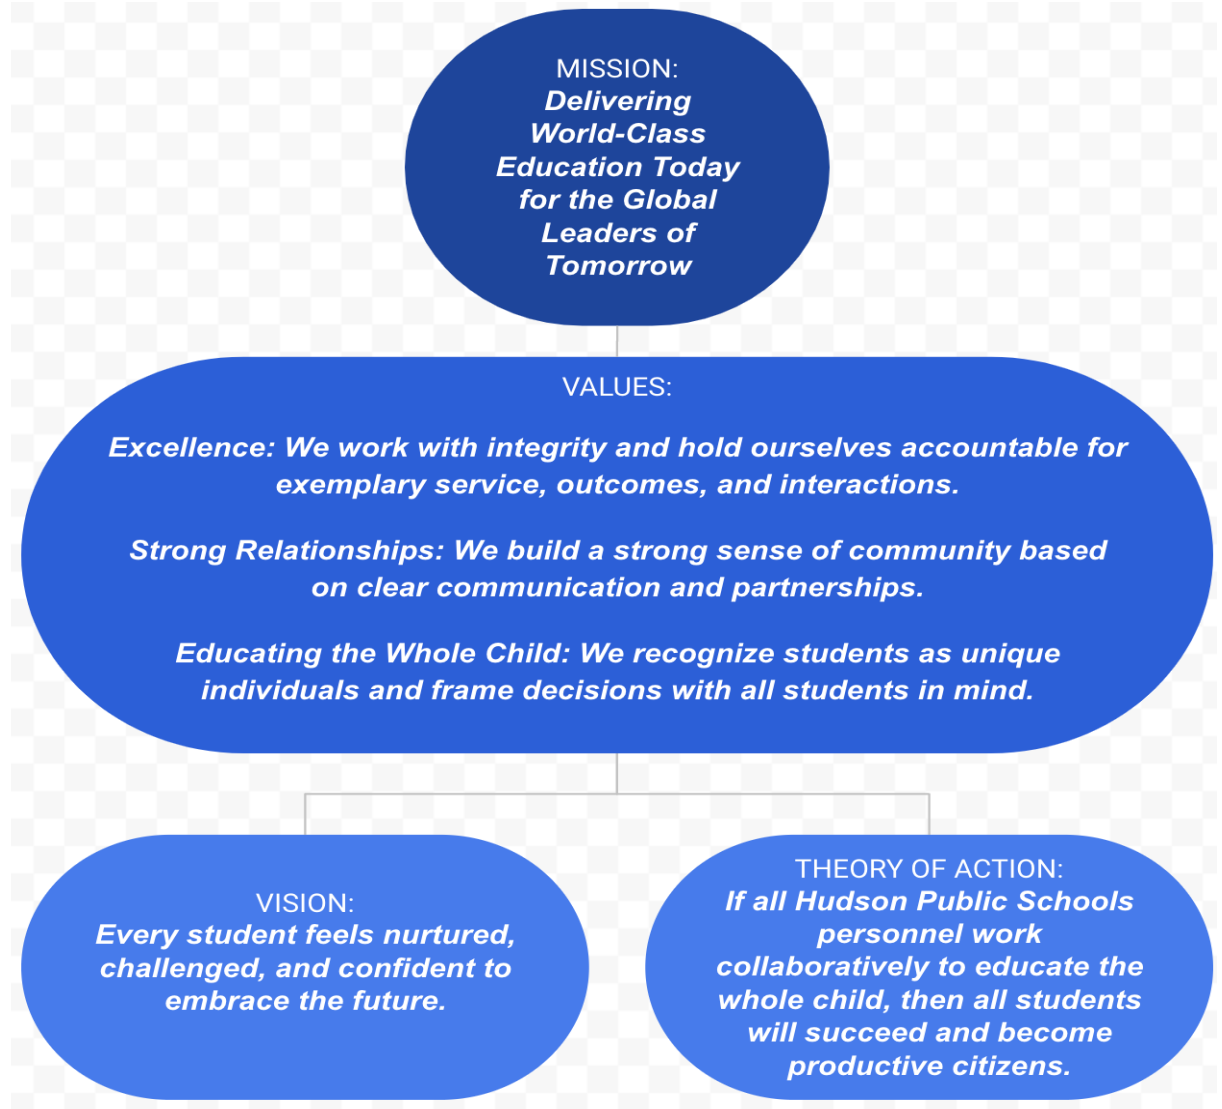 MISSION:
Delivering
World-Class
Education Today
for the Global
Leaders of
Tomorrow
VALUES:
Excellence: We work with integrity and hold ourselves accountable for
exemplary service, outcomes, and interactions.
Strong Relationships: We build a strong sense of community based
on clear communication and partnerships.
Educating the Whole Child: We recognize students as unique
individuals and frame decisions with all students in mind.
VISION:
Every student feels nurtured,
challenged, and confident to
embrace the future.
THEORY OF ACTION:
If all Hudson Public Schools
personnel work
collaboratively to educate the
whole child, then all students
will succeed and become
productive citizens.